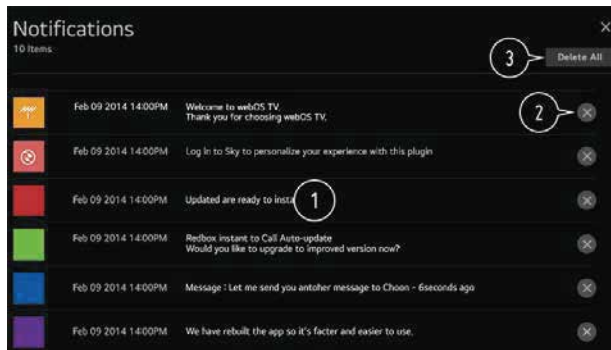 Notifications
10 Items
3
Delete All
Feb 09 2014 14:00PM
Welcome to webOS TV.
Thank you for choosing webOS TV.
2
Feb 09 2014 14:00PM
Log in to Sky to personalize your experience with this plugin
Feb 09 2014 14:00PM
Updated are ready to insta
1
Feb 09 2014 14:00PM
Redbox instant to Call Auto-update
Would you like to upgrade to improved version now?
Feb 09 2014 14:00PM
Message : Let me send you antoher message to Choon - 6seconds ago
Feb 09 2014 14:00PM
We have rebuilt the app so it's facter and easier to use.